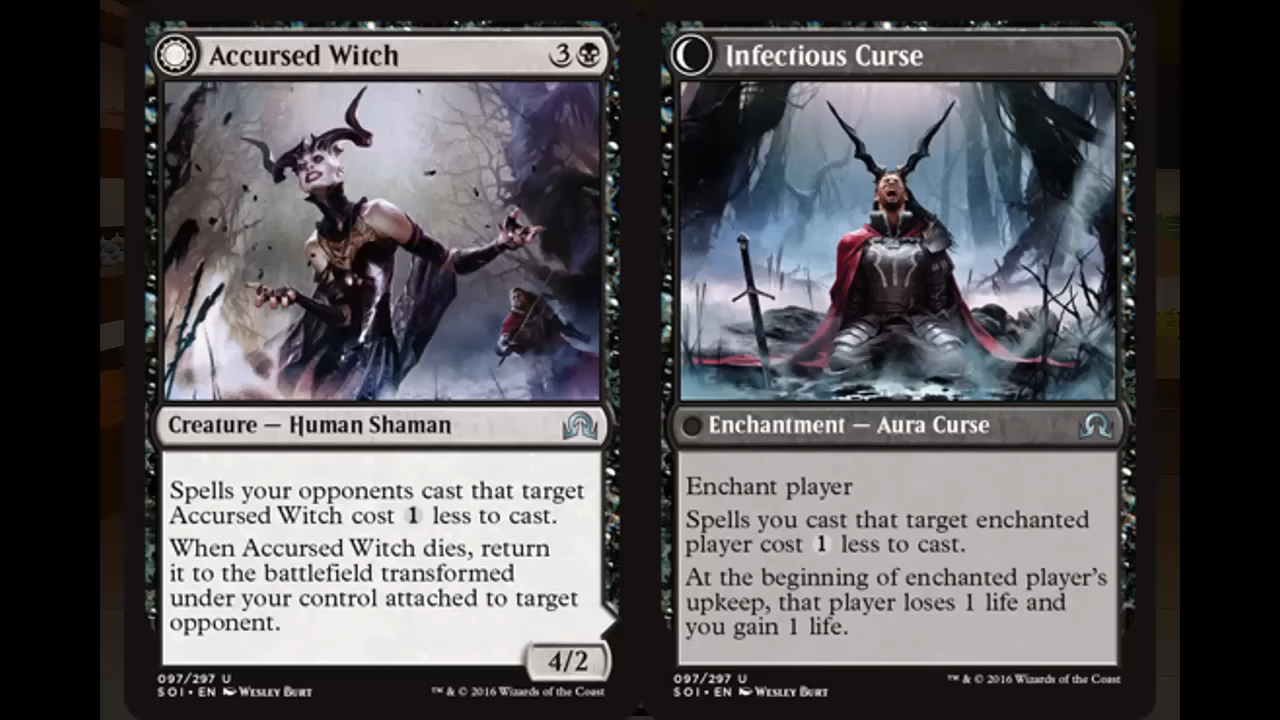 Accursed Witch 3
Creature — Human Shaman
Spells your opponents cast that target
Accursed Witch cost 1 less to cast.
When Accursed Witch dies, return
it to the battlefield transformed
under your control attached to target
opponent.
4/2
097/297 U
SOI • EN Wesley Burt
™ & © 2016 Wizards of the Coast
Infectious Curse
Enchantment — Aura Curse
Enchant player
Spells you cast that target enchanted
player cost 1 less to cast.
At the beginning of enchanted player's
upkeep, that player loses 1 life and
you gain 1 life.
097/297 U
SOI • EN Wesley Burt
™ & © 2016 Wizards of the Coast